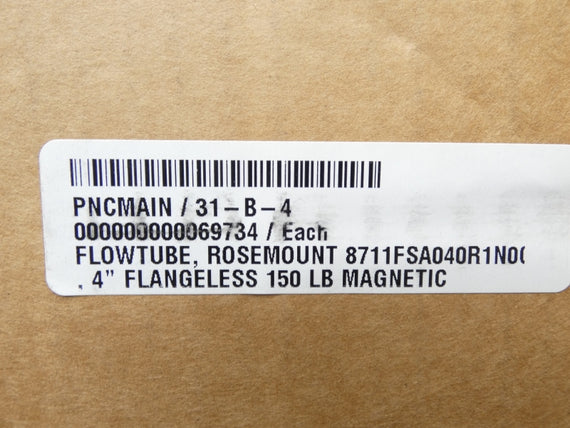 PNCMAIN / 31-B-4
000000000069734 / Each
FLOWTUBE, ROSEMOUNT 8711FSA040R1N0
, 4" FLANGELESS 150 LB MAGNETIC